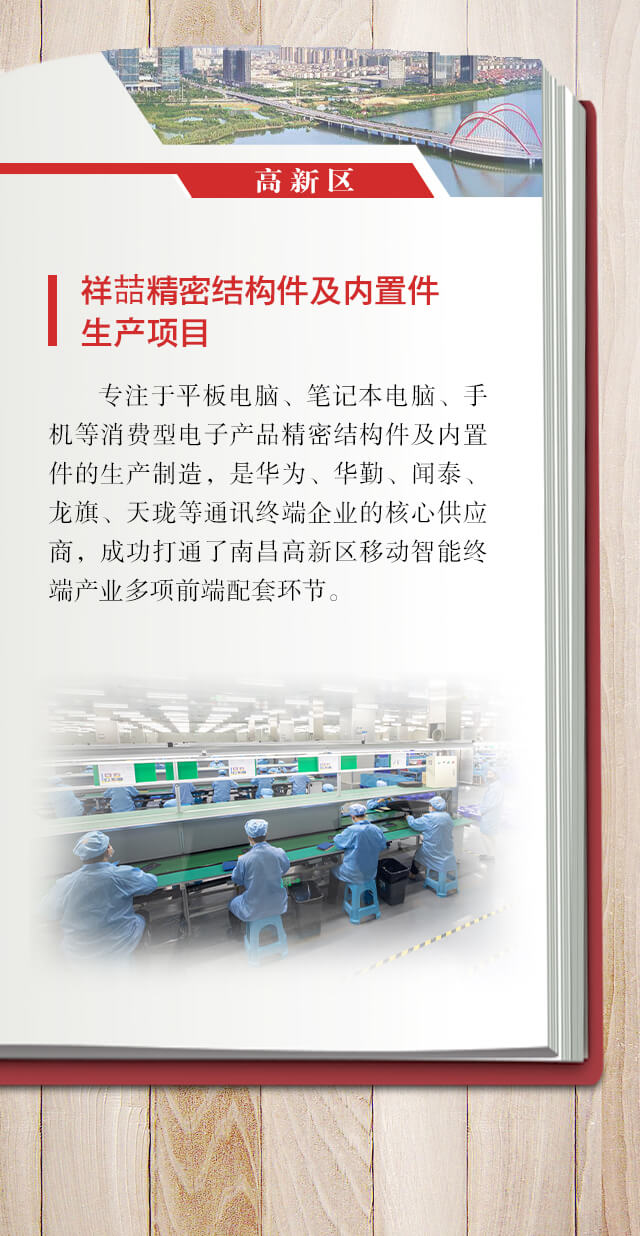 高新区
祥喆精密结构件及内置件
生产项目
专注于平板电脑、笔记本电脑、手
机等消费型电子产品精密结构件及内置
件的生产制造，是华为、华勤、闻泰、
龙旗、天珑等通讯终端企业的核心供应
商，成功打通了南昌高新区移动智能终
端产业多项前端配套环节。